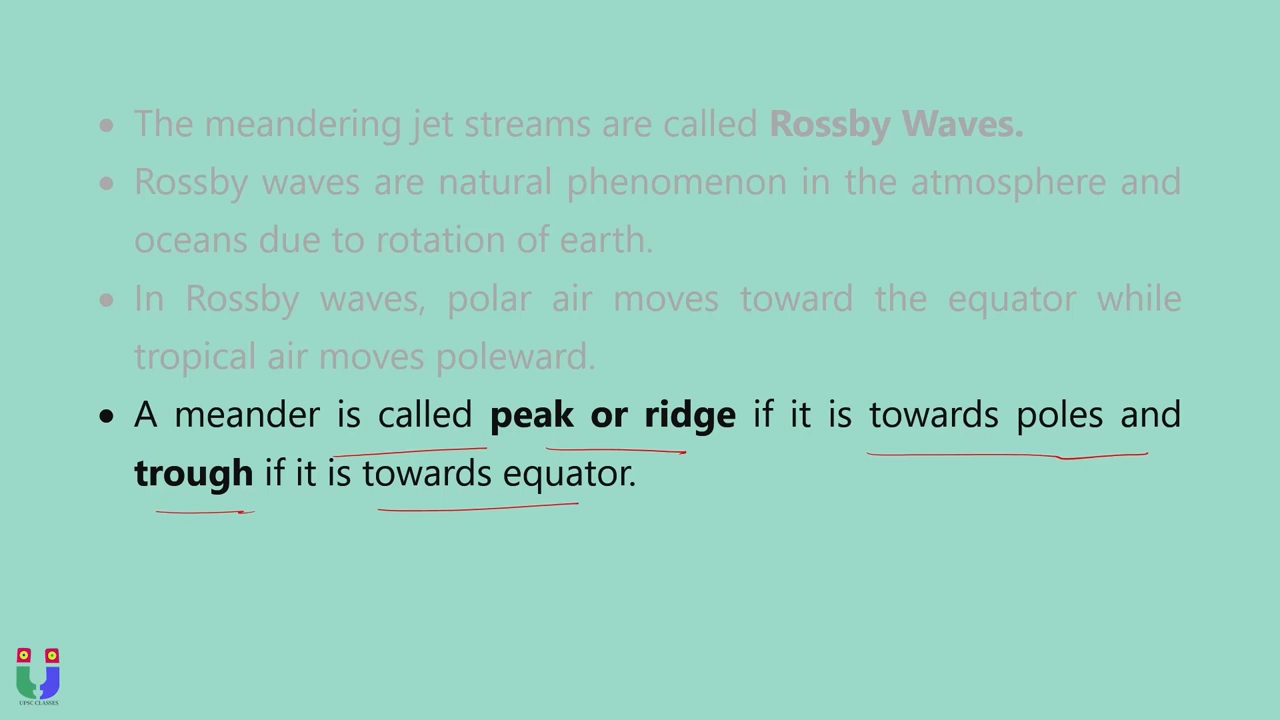 • The meandering jet streams are called Rossby Waves.
• Rossby waves are natural phenomenon in the atmosphere and
oceans due to rotation of earth.
• In Rossby waves, polar air moves toward the equator while
tropical air moves poleward.
• A meander is called peak or ridge if it is towards poles and
trough if it is towards equator.
UPSC CLASSES